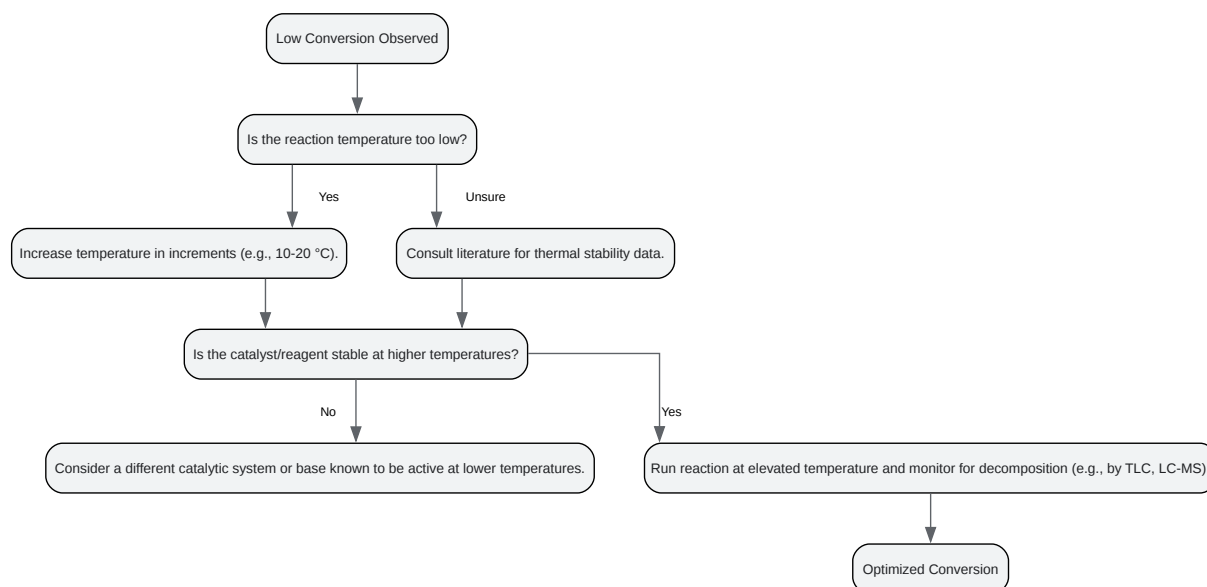 Low Conversion Observed
Is the reaction temperature too low?
Yes
Unsure
Increase temperature in increments (e.g., 10-20 °C).
Consult literature for thermal stability data.
Is the catalyst/reagent stable at higher temperatures?
No
Yes
Consider a different catalytic system or base known to be active at lower temperatures.
Run reaction at elevated temperature and monitor for decomposition (e.g., by TLC, LC-MS)
Optimized Conversion